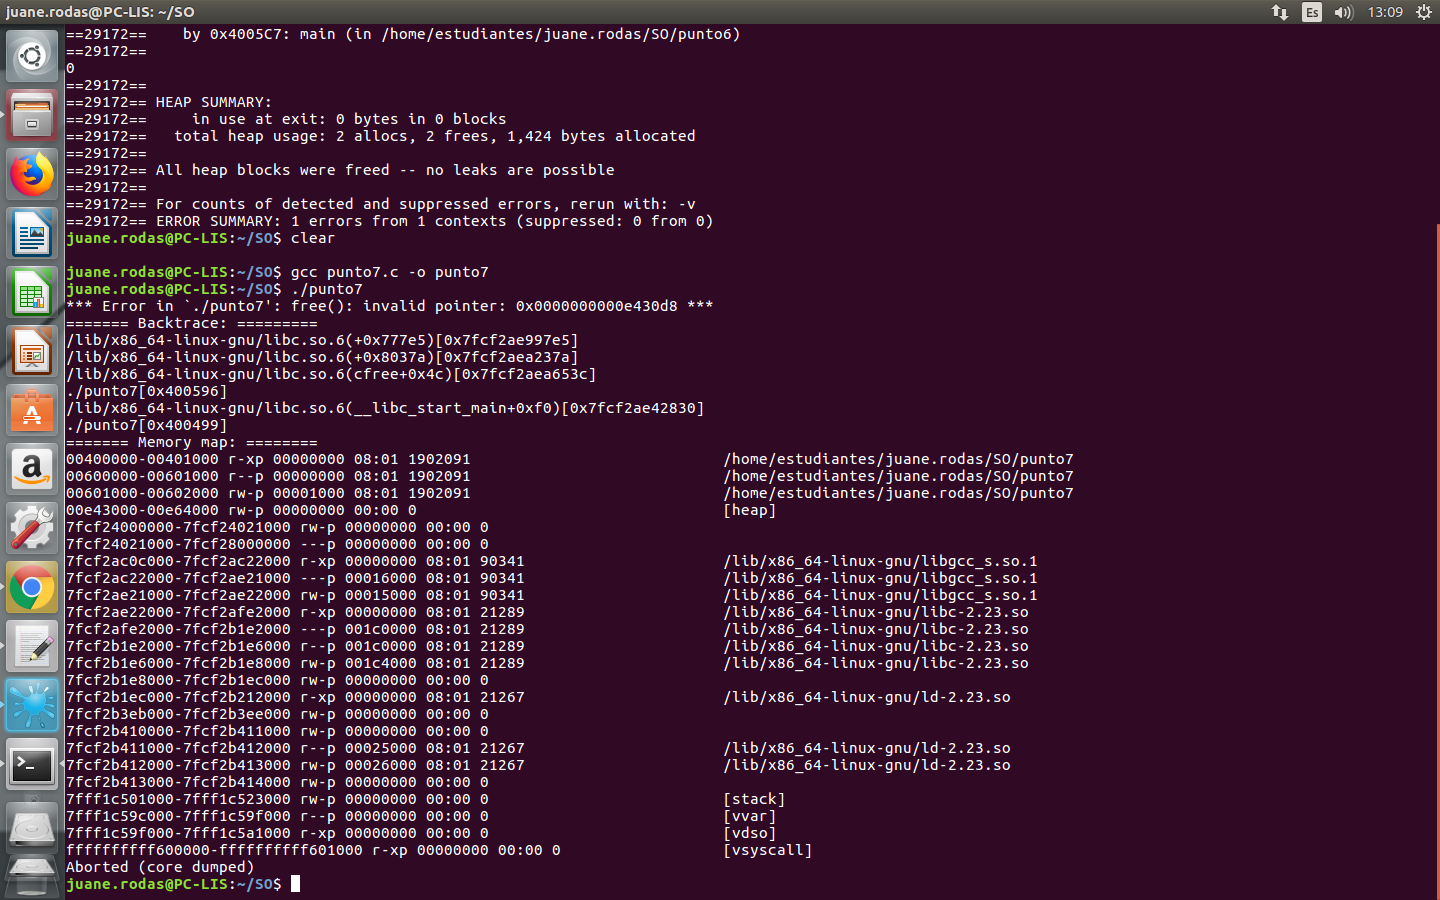 juane.rodas@PC-LIS: ~/SO
Es
13:09
==29172==    by 0x4005C7: main (in /home/estudiantes/juane.rodas/SO/punto6)
==29172==
0
==29172==
==29172== HEAP SUMMARY:
==29172==     in use at exit: 0 bytes in 0 blocks
==29172==   total heap usage: 2 allocs, 2 frees, 1,424 bytes allocated
==29172==
==29172== All heap blocks were freed -- no leaks are possible
==29172==
==29172== For counts of detected and suppressed errors, rerun with: -v
==29172== ERROR SUMMARY: 1 errors from 1 contexts (suppressed: 0 from 0)
juane.rodas@PC-LIS:~/SO$ clear
juane.rodas@PC-LIS:~/SO$ gcc punto7.c -o punto7
juane.rodas@PC-LIS:~/SO$ ./punto7
*** Error in `./punto7': free(): invalid pointer: 0x0000000000e430d8 ***
======= Backtrace: =========
/lib/x86_64-linux-gnu/libc.so.6(+0x777e5)[0x7fcf2ae997e5]
/lib/x86_64-linux-gnu/libc.so.6(+0x8037a)[0x7fcf2aea237a]
/lib/x86_64-linux-gnu/libc.so.6(cfree+0x4c)[0x7fcf2aea653c]
./punto7[0x400596]
/lib/x86_64-linux-gnu/libc.so.6(__libc_start_main+0xf0)[0x7fcf2ae42830]
./punto7[0x400499]
======= Memory map: ========
00400000-00401000 r-xp 00000000 08:01 1902091                            /home/estudiantes/juane.rodas/SO/punto7
00600000-00601000 r--p 00000000 08:01 1902091                            /home/estudiantes/juane.rodas/SO/punto7
00601000-00602000 rw-p 00001000 08:01 1902091                            /home/estudiantes/juane.rodas/SO/punto7
00e43000-00e64000 rw-p 00000000 00:00 0                                  [heap]
7fcf24000000-7fcf24021000 rw-p 00000000 00:00 0
7fcf24021000-7fcf28000000 ---p 00000000 00:00 0
7fcf2ac0c000-7fcf2ac22000 r-xp 00000000 08:01 90341                      /lib/x86_64-linux-gnu/libgcc_s.so.1
7fcf2ac22000-7fcf2ae21000 ---p 00016000 08:01 90341                      /lib/x86_64-linux-gnu/libgcc_s.so.1
7fcf2ae21000-7fcf2ae22000 rw-p 00015000 08:01 90341                      /lib/x86_64-linux-gnu/libgcc_s.so.1
7fcf2ae22000-7fcf2afe2000 r-xp 00000000 08:01 21289                      /lib/x86_64-linux-gnu/libc-2.23.so
7fcf2afe2000-7fcf2b1e2000 ---p 001c0000 08:01 21289                      /lib/x86_64-linux-gnu/libc-2.23.so
7fcf2b1e2000-7fcf2b1e6000 r--p 001c0000 08:01 21289                      /lib/x86_64-linux-gnu/libc-2.23.so
7fcf2b1e6000-7fcf2b1e8000 rw-p 001c4000 08:01 21289                      /lib/x86_64-linux-gnu/libc-2.23.so
7fcf2b1e8000-7fcf2b1ec000 rw-p 00000000 00:00 0
7fcf2b1ec000-7fcf2b212000 r-xp 00000000 08:01 21267                      /lib/x86_64-linux-gnu/ld-2.23.so
7fcf2b3eb000-7fcf2b3ee000 rw-p 00000000 00:00 0
7fcf2b410000-7fcf2b411000 rw-p 00000000 00:00 0
7fcf2b411000-7fcf2b412000 r--p 00025000 08:01 21267                      /lib/x86_64-linux-gnu/ld-2.23.so
7fcf2b412000-7fcf2b413000 rw-p 00026000 08:01 21267                      /lib/x86_64-linux-gnu/ld-2.23.so
7fcf2b413000-7fcf2b414000 rw-p 00000000 00:00 0
7fff1c501000-7fff1c523000 rw-p 00000000 00:00 0                          [stack]
7fff1c59c000-7fff1c59f000 r--p 00000000 00:00 0                          [vvar]
7fff1c59f000-7fff1c5a1000 r-xp 00000000 00:00 0                          [vdso]
ffffffffff600000-ffffffffff601000 r-xp 00000000 00:00 0                  [vsyscall]
Aborted (core dumped)
juane.rodas@PC-LIS:~/SO$